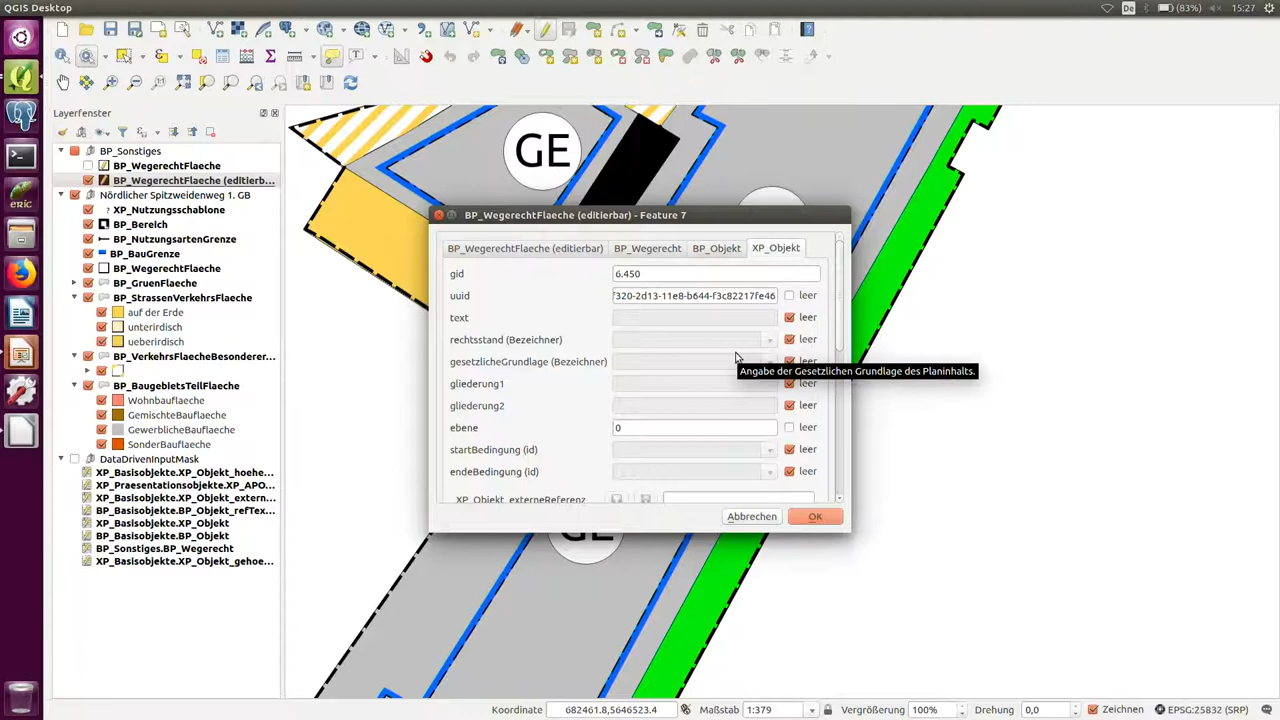 QGIS Desktop
De
(83%)
15:27
Layerfenster
BP_Sonstiges
BP_WegerechtFlaeche
BP_WegerechtFlaeche (editierb...
Nördlicher Spitzweidenweg 1. GB
XP_Nutzungsschablone
BP_Bereich
BP_NutzungsartenGrenze
BP_BauGrenze
BP_WegerechtFlaeche
BP_GruenFlaeche
BP_StrassenVerkehrsFlaeche
auf der Erde
unterirdisch
ueberirdisch
BP_VerkehrsFlaecheBesonderer...
BP_BaugebietsTeilFlaeche
Wohnbauflaeche
GemischteBauflaeche
GewerblicheBauflaeche
SonderBauflaeche
DataDrivenInputMask
XP_Basisobjekte.XP_Objekt_hoehe...
XP_Praesentationsobjekte.XP_APO...
XP_Basisobjekte.XP_Objekt_extern...
BP_Basisobjekte.BP_Objekt_refTex...
XP_Basisobjekte.XP_Objekt
BP_Basisobjekte.BP_Objekt
BP_Sonstiges.BP_Wegerecht
XP_Basisobjekte.XP_Objekt_gehoe...
GE
BP_WegerechtFlaeche (editierbar) - Feature 7
BP_WegerechtFlaeche (editierbar) BP_Wegerecht BP_Objekt XP_Objekt
gid 6.450
uuid f320-2d13-11e8-b644-f3c82217fe46 leer
text leer
rechtsstand (Bezeichner) leer
gesetzlicheGrundlage (Bezeichner) leer
Angabe der Gesetzlichen Grundlage des Planinhalts.
gliederung1 leer
gliederung2 leer
ebene 0 leer
startBedingung (id) leer
endeBedingung (id) leer
XP_Objekt_externeReferenz
Abbrechen OK
GE
Koordinate 682461.8,5646523.4 Maßstab 1:379 Vergrößerung 100% Drehung 0,0 Zeichnen EPSG:25832 (SRP)